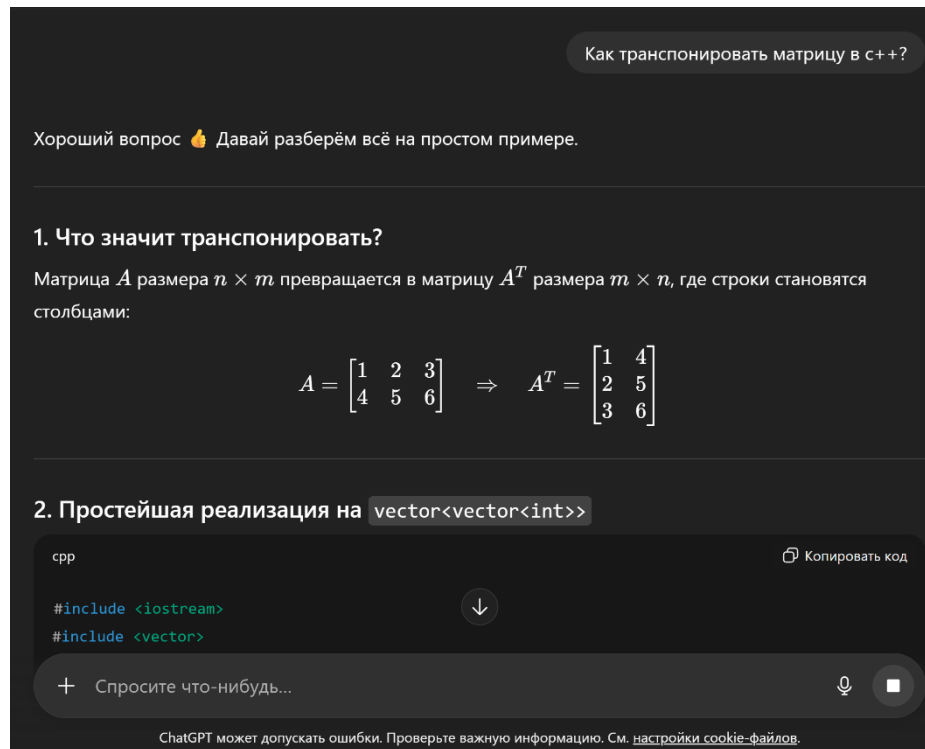 Как транспонировать матрицу в c++?
Хороший вопрос 👍 Давай разберём всё на простом примере.
1. Что значит транспонировать?
Матрица A размера n × m превращается в матрицу A^T размера m × n, где строки становятся
столбцами:
A = [1 2 3; 4 5 6] ⇒ A^T = [1 4; 2 5; 3 6]
2. Простейшая реализация на vector<vector<int>>
cpp Копировать код
#include <iostream>
#include <vector>
Спросите что-нибудь...
ChatGPT может допускать ошибки. Проверьте важную информацию. См. настройки cookie-файлов.